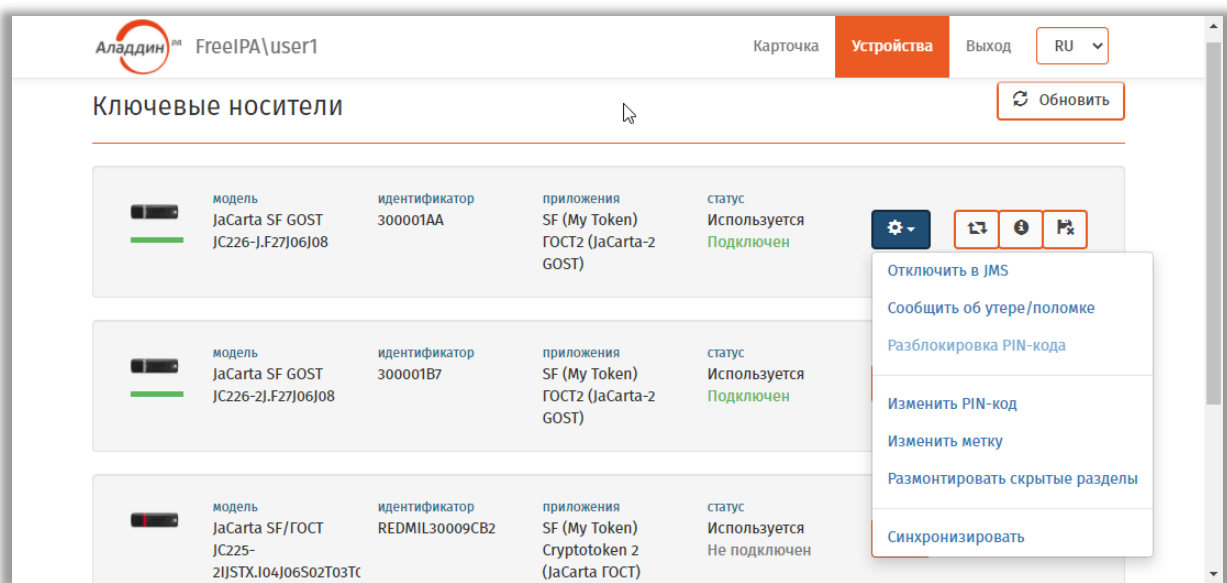 Аладдин РД
FreeIPA\user1
Карточка
Устройства
Выход
RU
Ключевые носители
Обновить
модель
JaCarta SF GOST
JC226-J.F27J06J08
идентификатор
300001AA
приложения
SF (My Token)
ГОСТ2 (JaCarta-2
GOST)
статус
Используется
Подключен
Отключить в JMS
Сообщить об утере/поломке
Разблокировка PIN-кода
Изменить PIN-код
Изменить метку
Размонтировать скрытые разделы
Синхронизировать
модель
JaCarta SF GOST
JC226-2J.F27J06J08
идентификатор
300001B7
приложения
SF (My Token)
ГОСТ2 (JaCarta-2
GOST)
статус
Используется
Подключен
модель
JaCarta SF/ГОСТ
JC225-
идентификатор
REDMIL30009CB2
приложения
SF (My Token)
Cryptotoken 2
(JaCarta ГОСТ)
статус
Используется
Не подключен